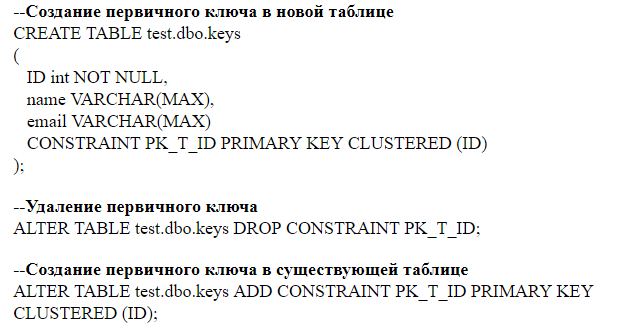 --Создание первичного ключа в новой таблице
CREATE TABLE test.dbo.keys
(
ID int NOT NULL,
name VARCHAR(MAX),
email VARCHAR(MAX)
CONSTRAINT PK_T_ID PRIMARY KEY CLUSTERED (ID)
);
--Удаление первичного ключа
ALTER TABLE test.dbo.keys DROP CONSTRAINT PK_T_ID;
--Создание первичного ключа в существующей таблице
ALTER TABLE test.dbo.keys ADD CONSTRAINT PK_T_ID PRIMARY KEY
CLUSTERED (ID);